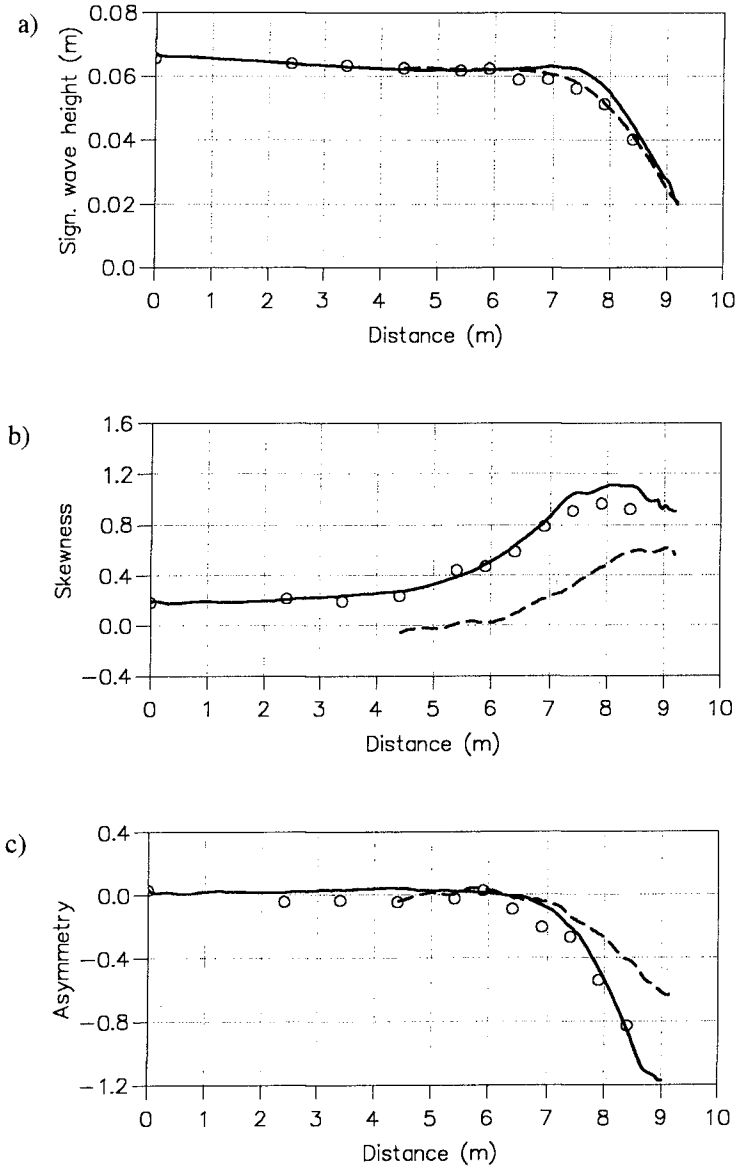 a)
Sign. wave height (m)
0.08
0.06
0.04
0.02
0.0
0 1 2 3 4 5 6 7 8 9 10
Distance (m)
b)
Skewness
1.6
1.2
0.8
0.4
0.0
−0.4
0 1 2 3 4 5 6 7 8 9 10
Distance (m)
c)
Asymmetry
0.4
0.0
−0.4
−0.8
−1.2
0 1 2 3 4 5 6 7 8 9 10
Distance (m)